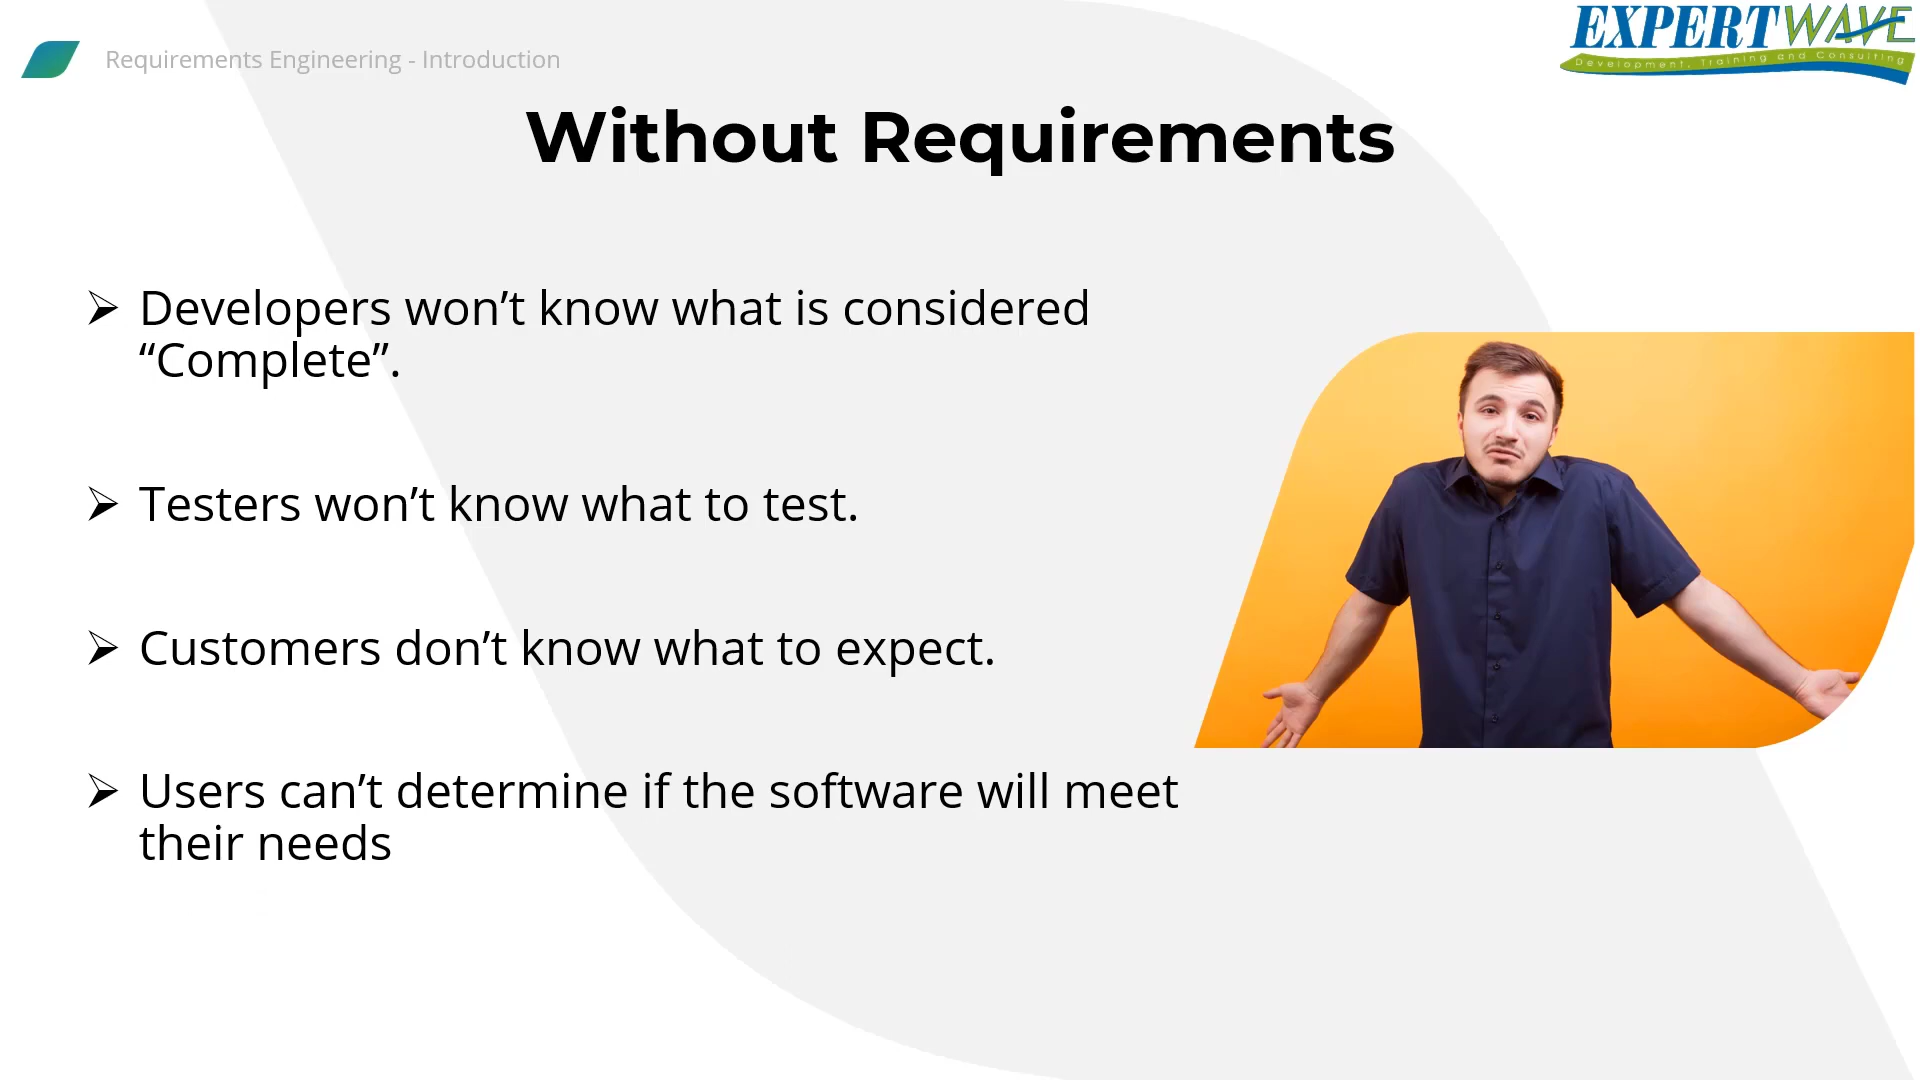 EXPERTWAVE
Development, Training and Consulting
Requirements Engineering - Introduction
Without Requirements
Developers won’t know what is considered
“Complete”.
Testers won’t know what to test.
Customers don’t know what to expect.
Users can’t determine if the software will meet
their needs